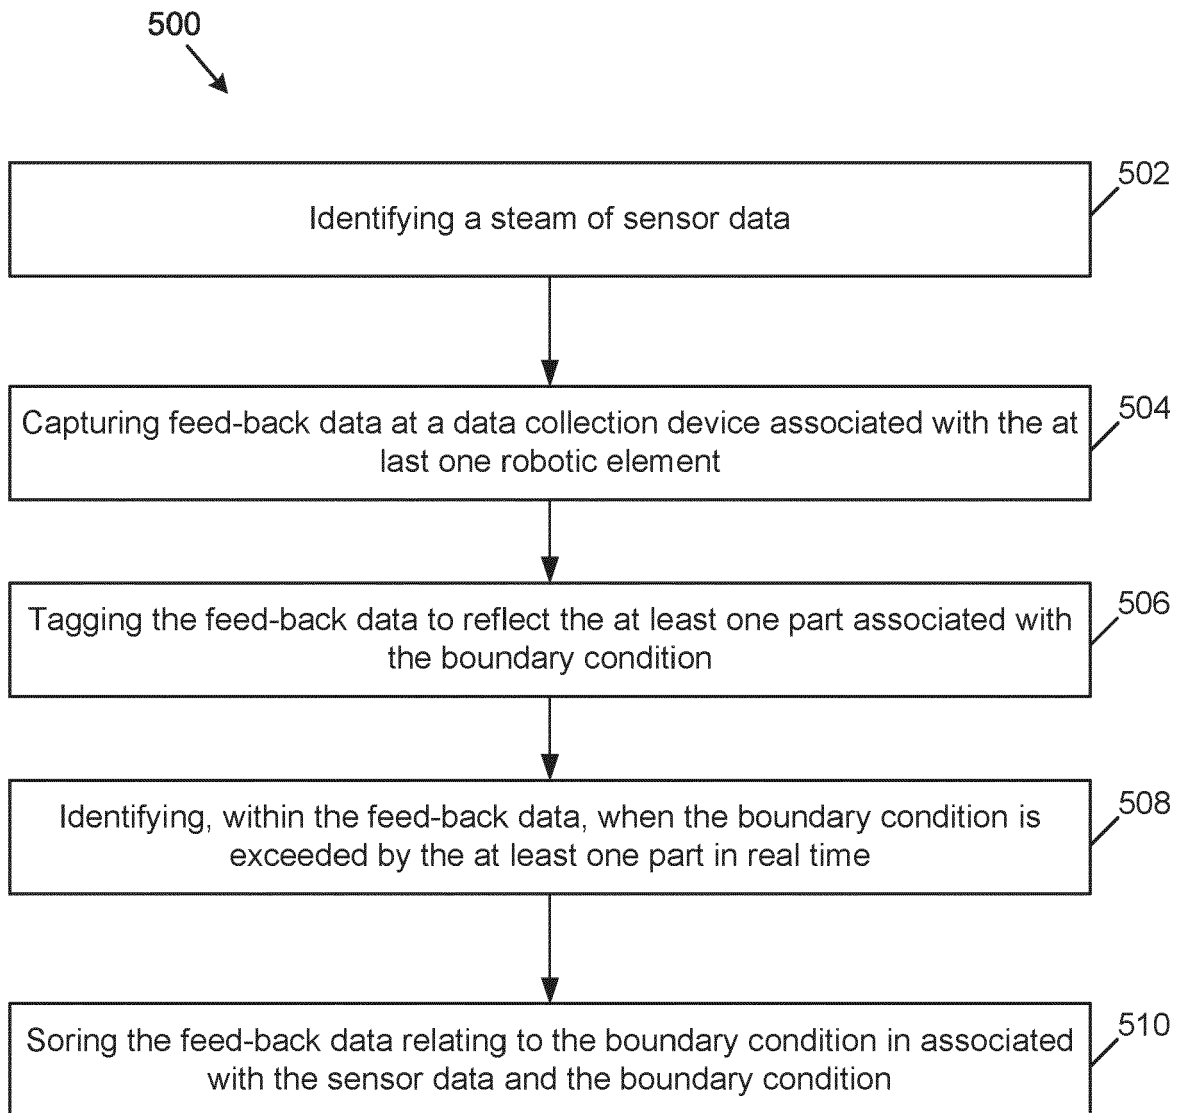 500
502
Identifying a steam of sensor data
504
Capturing feed-back data at a data collection device associated with the at
last one robotic element
506
Tagging the feed-back data to reflect the at least one part associated with
the boundary condition
508
Identifying, within the feed-back data, when the boundary condition is
exceeded by the at least one part in real time
510
Soring the feed-back data relating to the boundary condition in associated
with the sensor data and the boundary condition